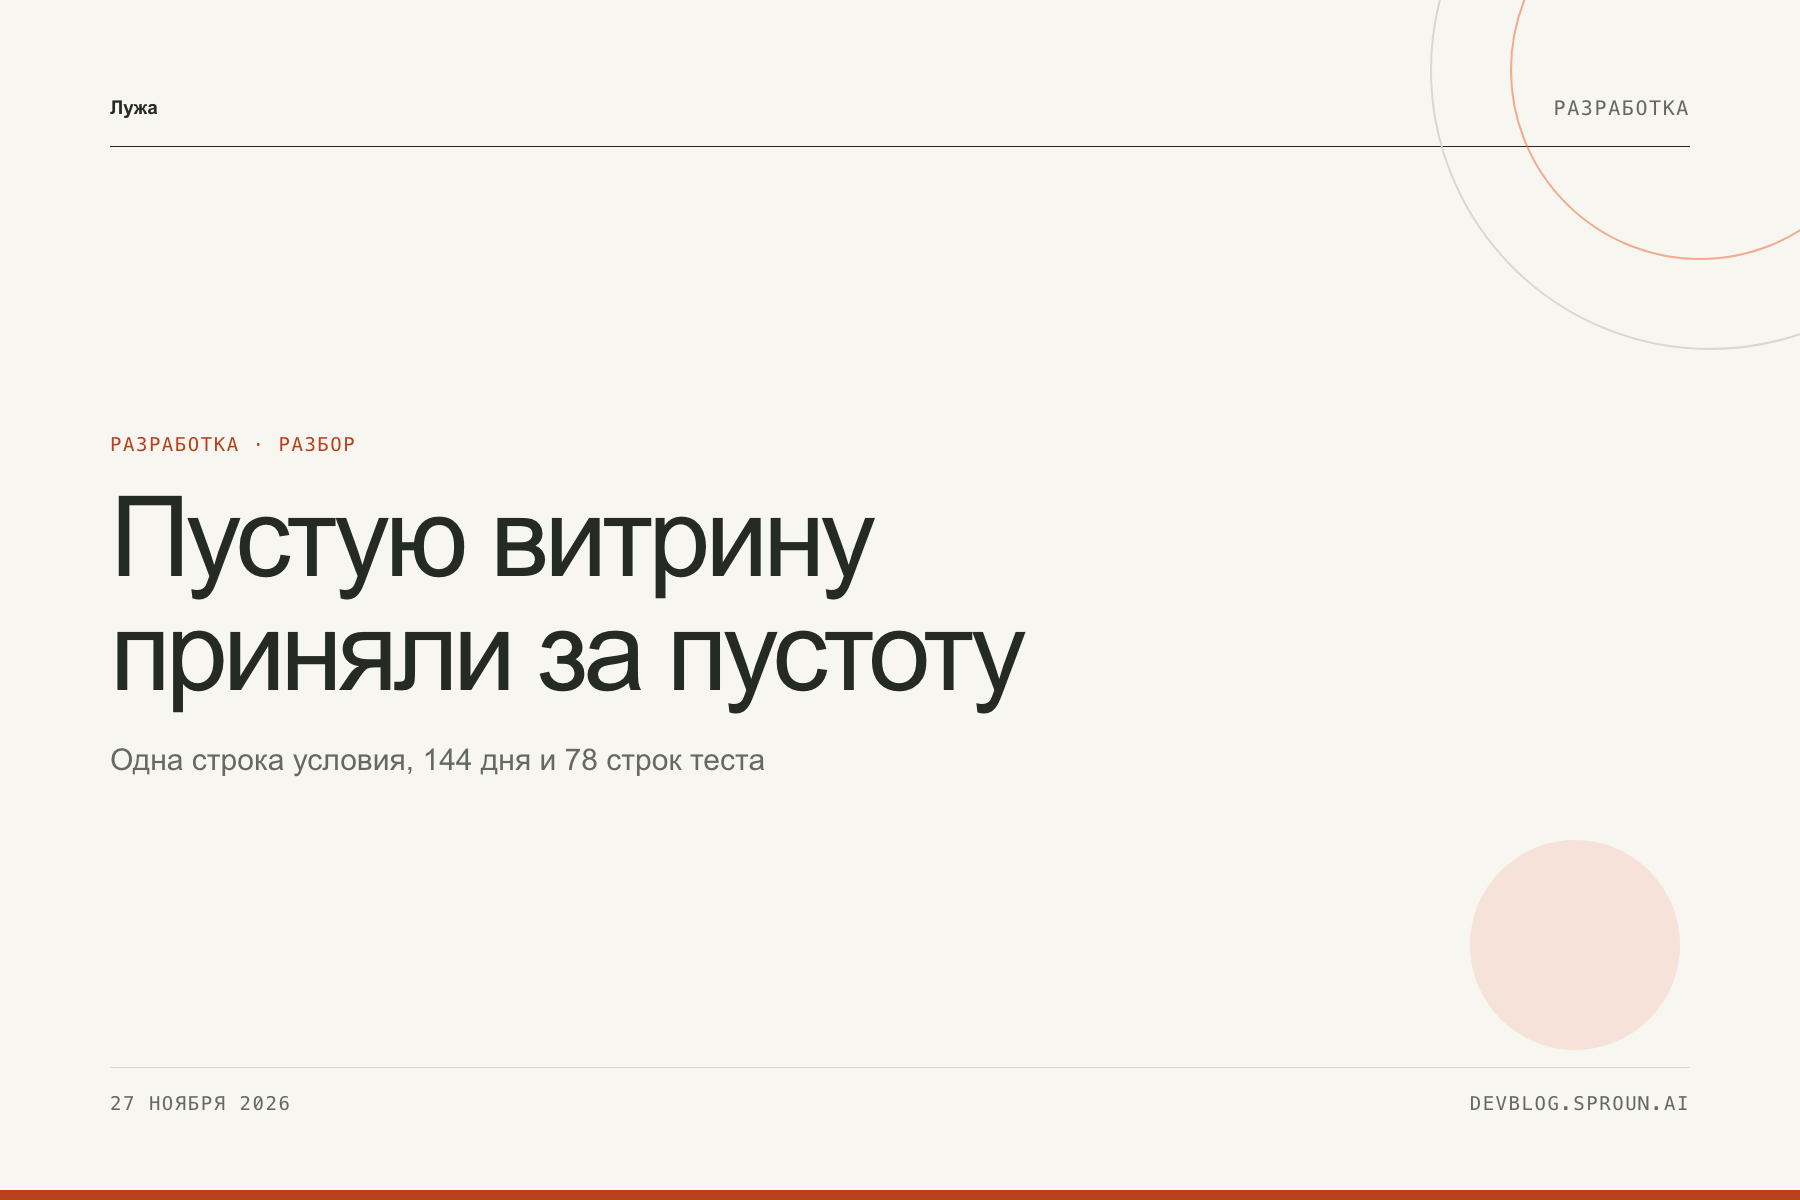 Лужа
РАЗРАБОТКА
РАЗРАБОТКА · РАЗБОР
Пустую витрину
приняли за пустоту
Одна строка условия, 144 дня и 78 строк теста
27 НОЯБРЯ 2026
DEVBLOG.SPROUN.AI